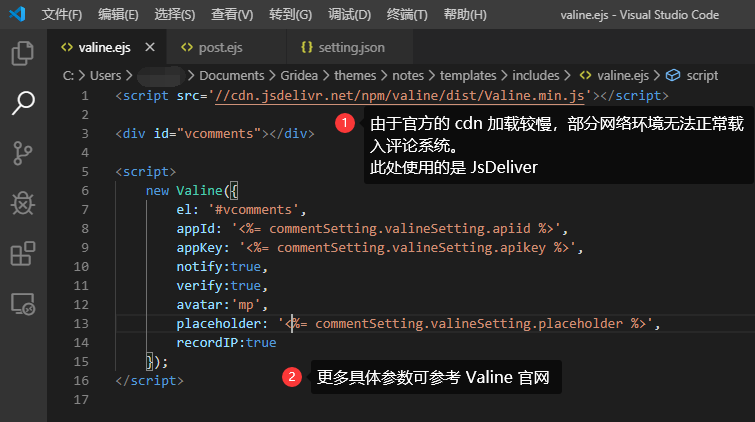 文件(F) 编辑(E) 选择(S) 查看(V) 转到(G) 调试(D) 终端(T) 帮助(H) valine.ejs - Visual Studio Code
valine.ejs post.ejs setting.json
C: > Users > Documents > Gridea > themes > notes > templates > includes > valine.ejs > script
1 <script src='//cdn.jsdelivr.net/npm/valine/dist/Valine.min.js'></script>
2
1 由于官方的 cdn 加载较慢，部分网络环境无法正常载
入评论系统。
此处使用的是 JsDeliver
3 <div id="vcomments"></div>
4
5 <script>
6 new Valine({
7 el: '#vcomments',
8 appId: '<%= commentSetting.valineSetting.apiid %>',
9 appKey: '<%= commentSetting.valineSetting.apikey %>',
10 notify:true,
11 verify:true,
12 avatar:'mp',
13 placeholder: '<%= commentSetting.valineSetting.placeholder %>',
14 recordIP:true
15 });
16 </script>
2 更多具体参数可参考 Valine 官网
17